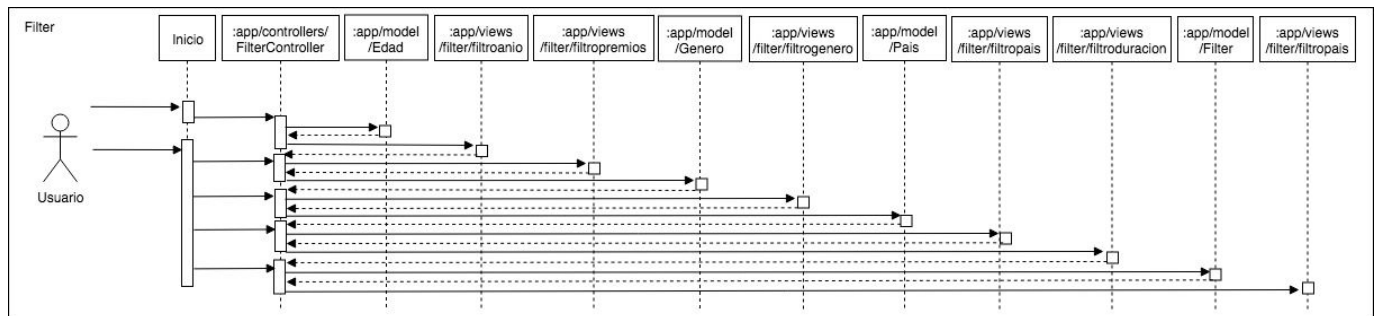 Filter
Inicio
:app/controllers/
FilterController
:app/model
/Edad
:app/views
/filter/filtroanio
:app/views
/filter/filtropremios
:app/model
/Genero
:app/views
/filter/filtrogenero
:app/model
/Pais
:app/views
/filter/filtropais
:app/views
/filter/filtroduracion
:app/model
/Filter
:app/views
/filter/filtropais
Usuario